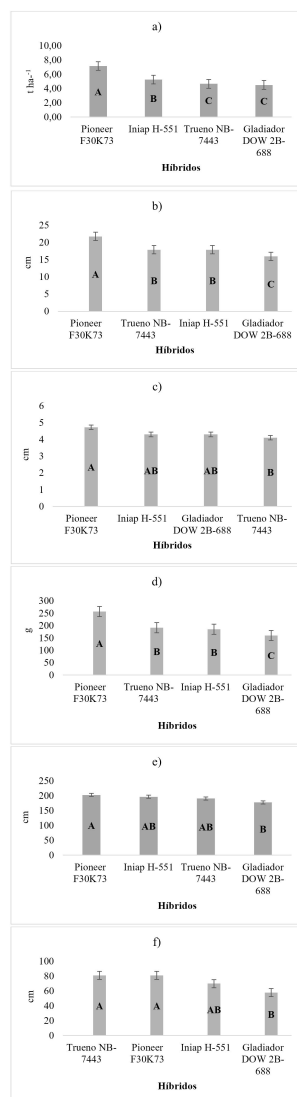 a)
t ha-1
10,00
8,00
6,00
4,00
2,00
0,00
A
B
C
C
Pioneer F30K73
Iniap H-551
Trueno NB-7443
Gladiador DOW 2B-688
Híbridos
b)
cm
25
20
15
10
5
0
A
B
B
C
Pioneer F30K73
Trueno NB-7443
Iniap H-551
Gladiador DOW 2B-688
Híbridos
c)
cm
6
5
4
3
2
1
0
A
AB
AB
B
Pioneer F30K73
Iniap H-551
Gladiador DOW 2B-688
Trueno NB-7443
Híbridos
d)
g
300
250
200
150
100
50
0
A
B
B
C
Pioneer F30K73
Trueno NB-7443
Iniap H-551
Gladiador DOW 2B-688
Híbridos
e)
cm
250
200
150
100
50
0
A
AB
AB
B
Pioneer F30K73
Iniap H-551
Trueno NB-7443
Gladiador DOW 2B-688
Híbridos
f)
cm
100
80
60
40
20
0
A
A
AB
B
Trueno NB-7443
Pioneer F30K73
Iniap H-551
Gladiador DOW 2B-688
Híbridos